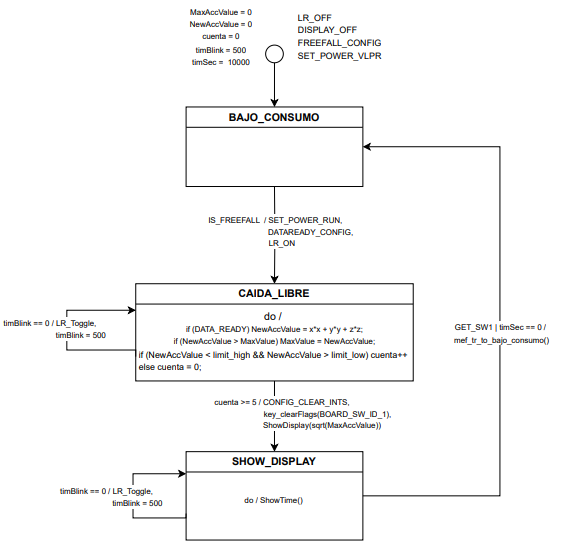 MaxAccValue = 0
NewAccValue = 0
cuenta = 0
timBlink = 500
timSec = 10000
LR_OFF
DISPLAY_OFF
FREEFALL_CONFIG
SET_POWER_VLPR
BAJO_CONSUMO
IS_FREEFALL / SET_POWER_RUN,
DATAREADY_CONFIG,
LR_ON
CAIDA_LIBRE
do /
if (DATA_READY) NewAccValue = x*x + y*y + z*z;
if (NewAccValue > MaxValue) MaxValue = NewAccValue;
if (NewAccValue < limit_high && NewAccValue > limit_low) cuenta++
else cuenta = 0;
timBlink == 0 / LR_Toggle,
timBlink = 500
GET_SW1 | timSec == 0 /
mef_tr_to_bajo_consumo()
cuenta >= 5 / CONFIG_CLEAR_INTS,
key_clearFlags(BOARD_SW_ID_1),
ShowDisplay(sqrt(MaxAccValue))
SHOW_DISPLAY
do / ShowTime()
timBlink == 0 / LR_Toggle,
timBlink = 500